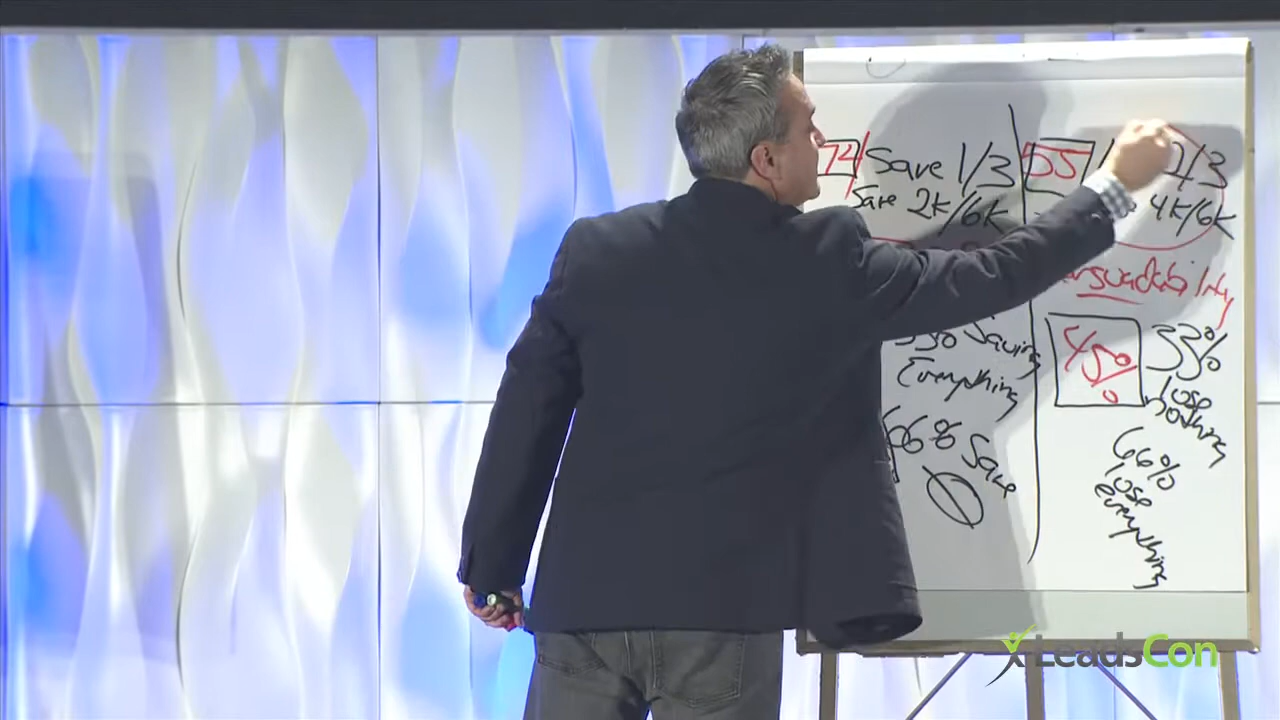 74 Save 1/3
Save 2K/6K
33% Saving
Everything
66% Save
55 2/3
4K/6K
45% 33%
lose
nothing
66%
lose
everything
LeadsCon